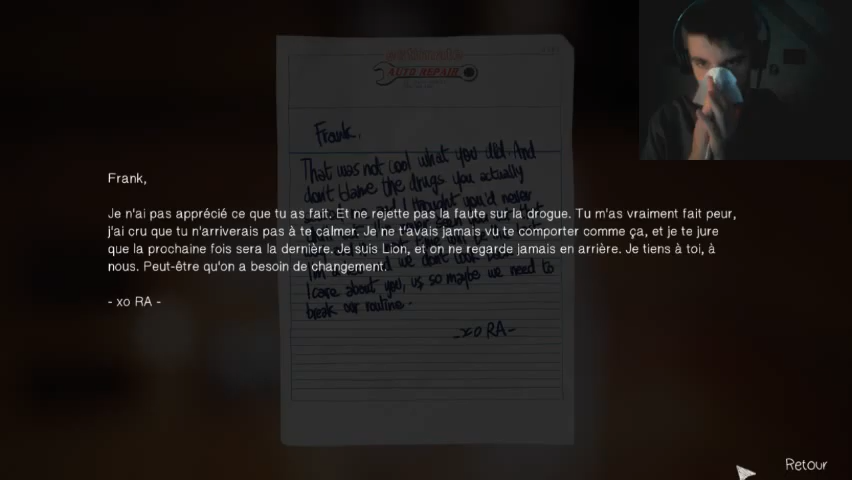 estimate
AUTO REPAIR
Frank,
That was not cool what you did. And
don't blame the drugs you actually
Frank,
Je n'ai pas apprécié ce que tu as fait. Et ne rejette pas la faute sur la drogue. Tu m'as vraiment fait peur,
j'ai cru que tu n'arriverais pas à te calmer. Je ne t'avais jamais vu te comporter comme ça, et je te jure
que la prochaine fois sera la dernière. Je suis Lion, et on ne regarde jamais en arrière. Je tiens à toi, à
nous. Peut-être qu'on a besoin de changement.
- xo RA -
I care about you, us so maybe we need to
break our routine.
-xo RA-
Retour